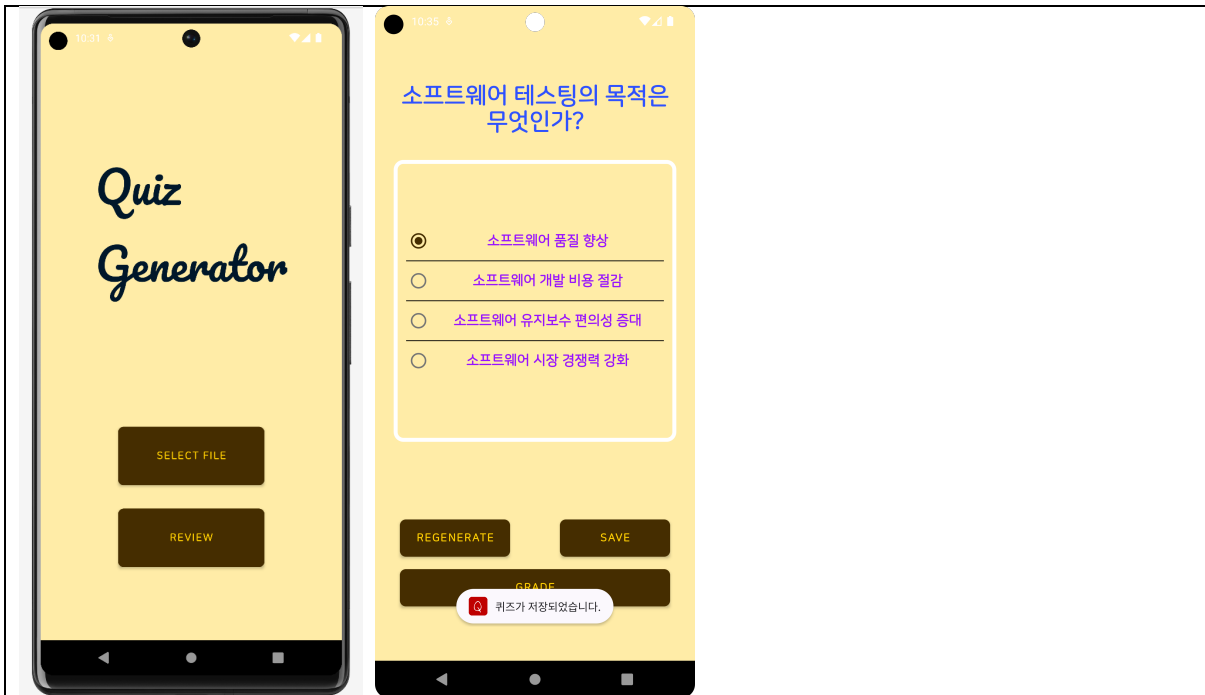 10:31
Quiz
Generator
SELECT FILE
REVIEW
10:35
소프트웨어 테스팅의 목적은
무엇인가?
소프트웨어 품질 향상
소프트웨어 개발 비용 절감
소프트웨어 유지보수 편의성 증대
소프트웨어 시장 경쟁력 강화
REGENERATE
SAVE
GRADE
Q 퀴즈가 저장되었습니다.